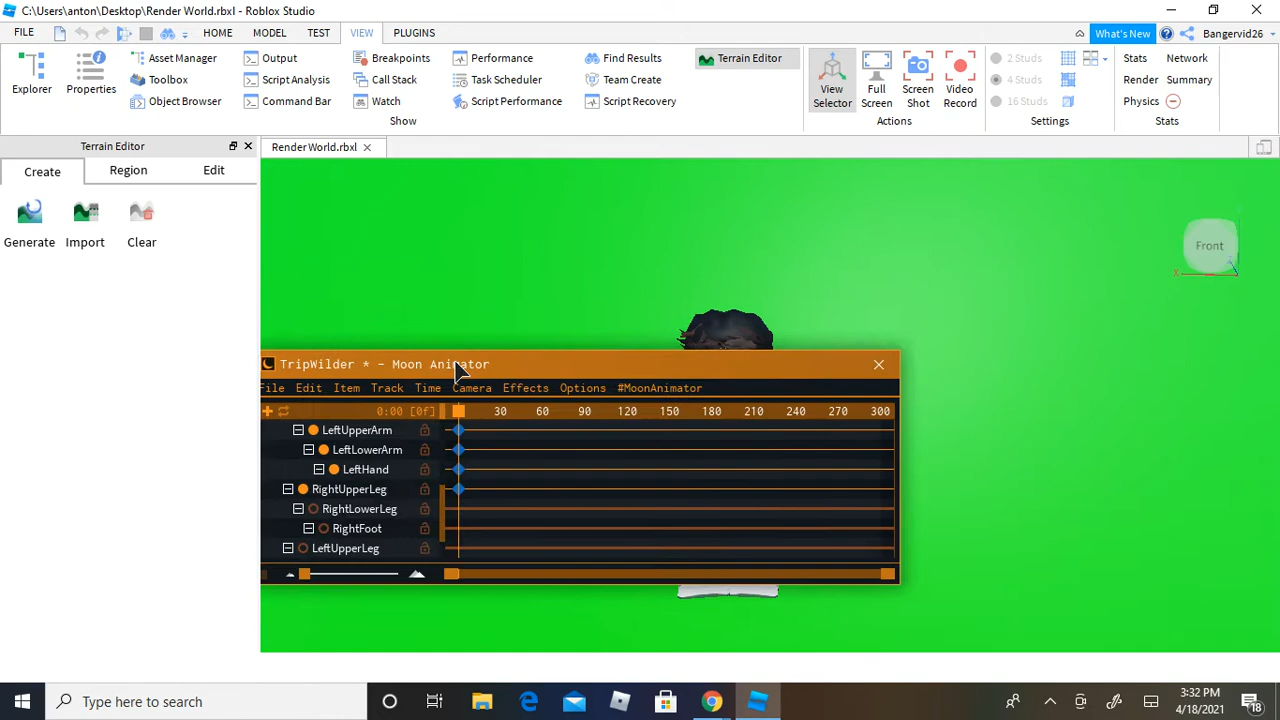 C:\Users\anton\Desktop\Render World.rbxl - Roblox Studio
FILE
HOME
MODEL
TEST
VIEW
PLUGINS
What's New
Bangervid26
Explorer
Properties
Asset Manager
Toolbox
Object Browser
Output
Script Analysis
Command Bar
Breakpoints
Call Stack
Watch
Performance
Task Scheduler
Script Performance
Find Results
Team Create
Script Recovery
Terrain Editor
Show
View Selector
Full Screen
Screen Shot
Video Record
Actions
2 Studs
4 Studs
16 Studs
Settings
Stats
Network
Render
Summary
Physics
Stats
Terrain Editor
Render World.rbxl
Create
Region
Edit
Generate
Import
Clear
Front
X
TripWilder * - Moon Animator
File Edit Item Track Time Camera Effects Options #MoonAnimator
0:00 [0f] 30 60 90 120 150 180 210 240 270 300
LeftUpperArm
LeftLowerArm
LeftHand
RightUpperLeg
RightLowerLeg
RightFoot
LeftUpperLeg
Type here to search
3:32 PM
4/18/2021
18